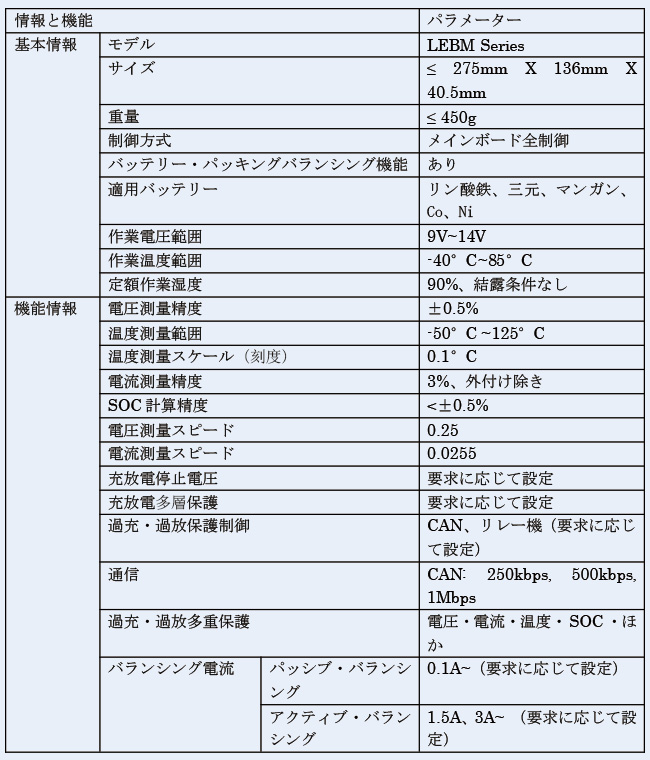 情報と機能 パラメーター
基本情報 モデル LEBM Series
サイズ ≤ 275mm X 136mm X
40.5mm
重量 ≤ 450g
制御方式 メインボード全制御
バッテリー・パッキングバランシング機能 あり
適用バッテリー リン酸鉄、三元、マンガン、
Co、Ni
作業電圧範囲 9V~14V
作業温度範囲 -40°C~85°C
定額作業湿度 90%、結露条件なし
機能情報 電圧測量精度 ±0.5%
温度測量範囲 -50°C ~125°C
温度測量スケール（刻度） 0.1°C
電流測量精度 3%、外付け除き
SOC 計算精度 <±0.5%
電圧測量スピード 0.25
電流測量スピード 0.0255
充放電停止電圧 要求に応じて設定
充放電多層保護 要求に応じて設定
過充・過放保護制御 CAN、リレー機（要求に応じ
て設定）
通信 CAN: 250kbps, 500kbps,
1Mbps
過充・過放多重保護 電圧・電流・温度・SOC・ほ
か
バランシング電流 パッシブ・バランシ 0.1A~（要求に応じて設定）
ング
アクティブ・バラン 1.5A、3A~ （要求に応じて設
シング 定）